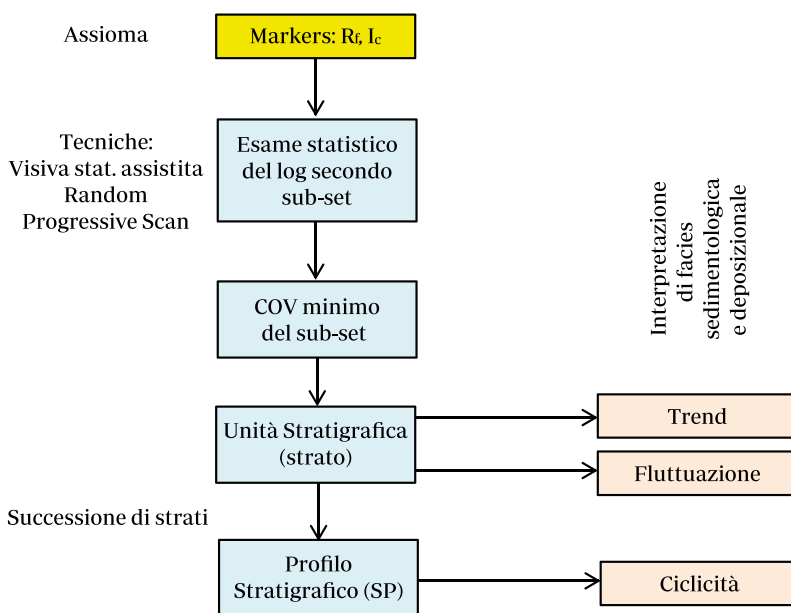 Assioma
Markers: Rf, Ic
Tecniche:
Visiva stat. assistita
Random
Progressive Scan
Esame statistico
del log secondo
sub-set
Interpretazione
di facies
sedimentologica
e deposizionale
COV minimo
del sub-set
Unità Stratigrafica
(strato)
Trend
Fluttuazione
Successione di strati
Profilo
Stratigrafico (SP)
Ciclicità